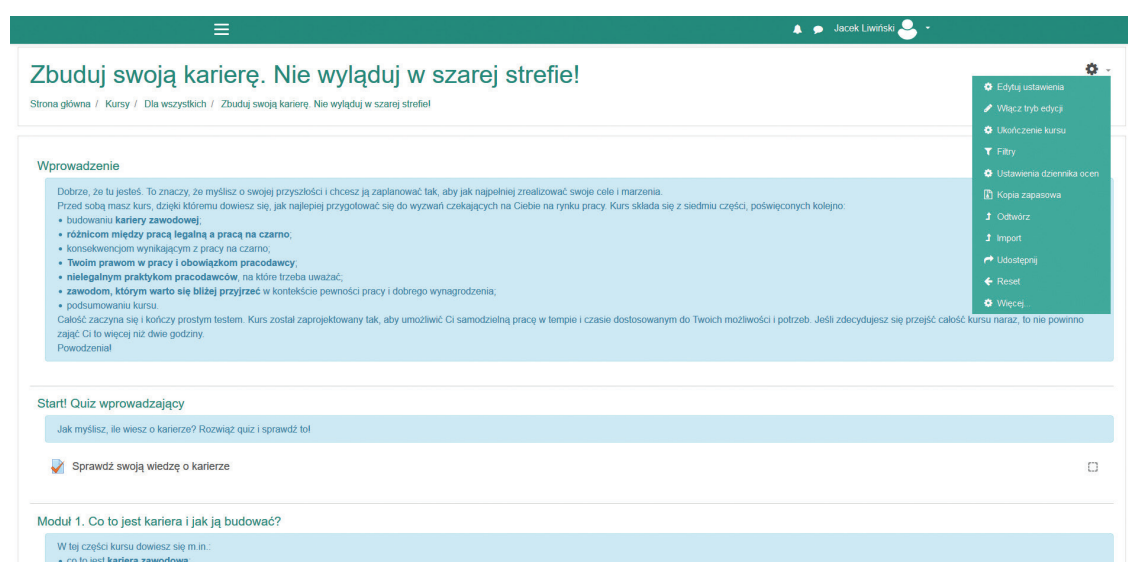 Jacek Liwiński
Zbuduj swoją karierę. Nie wyląduj w szarej strefie!
Strona główna / Kursy / Dla wszystkich / Zbuduj swoją karierę. Nie wyląduj w szarej strefie!
Edytuj ustawienia
Włącz tryb edycji
Ukończenie kursu
Filtry
Ustawienia dziennika ocen
Kopia zapasowa
Odtwórz
Import
Udostępnij
Reset
Więcej...
Wprowadzenie
Dobrze, że tu jesteś. To znaczy, że myślisz o swojej przyszłości i chcesz ją zaplanować tak, aby jak najpełniej zrealizować swoje cele i marzenia.
Przed sobą masz kurs, dzięki któremu dowiesz się, jak najlepiej przygotować się do wyzwań czekających na Ciebie na rynku pracy. Kurs składa się z siedmiu części, poświęconych kolejno:
• budowaniu kariery zawodowej;
• różnicom między pracą legalną a pracą na czarno;
• konsekwencjom wynikającym z pracy na czarno;
• Twoim prawom w pracy i obowiązkom pracodawcy;
• nielegalnym praktykom pracodawców, na które trzeba uważać;
• zawodom, którym warto się bliżej przyjrzeć w kontekście pewności pracy i dobrego wynagrodzenia;
• podsumowaniu kursu.
Całość zaczyna się i kończy prostym testem. Kurs został zaprojektowany tak, aby umożliwić Ci samodzielną pracę w tempie i czasie dostosowanym do Twoich możliwości i potrzeb. Jeśli zdecydujesz się przejść całość kursu naraz, to nie powinno
zająć Ci to więcej niż dwie godziny.
Powodzenia!
Start! Quiz wprowadzający
Jak myślisz, ile wiesz o karierze? Rozwiąż quiz i sprawdź to!
Sprawdź swoją wiedzę o karierze
Moduł 1. Co to jest kariera i jak ją budować?
W tej części kursu dowiesz się m.in.:
• co to jest kariera zawodowa;